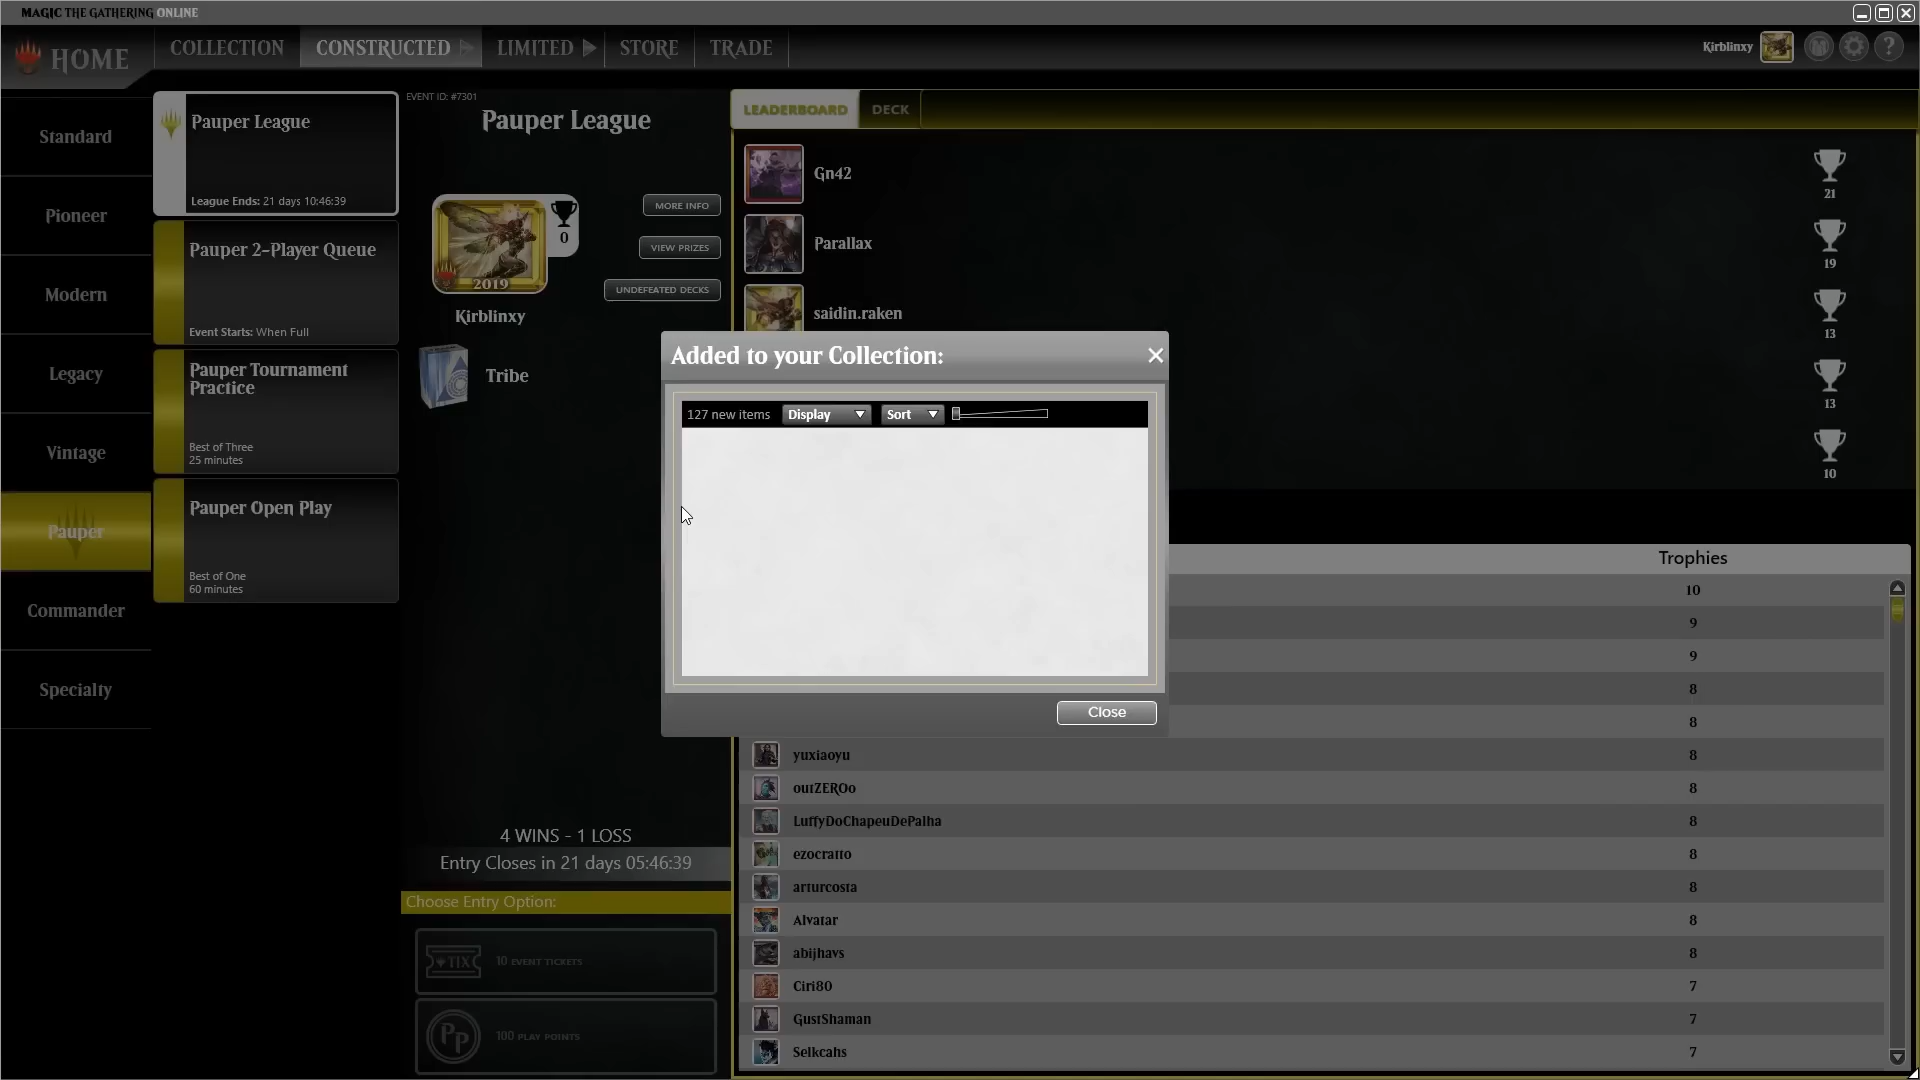 MAGIC THE GATHERING ONLINE
HOME
COLLECTION
CONSTRUCTED
LIMITED
STORE
TRADE
Kirblinxy
?
Standard
Pioneer
Modern
Legacy
Vintage
Pauper
Commander
Specialty
Pauper League
League Ends: 21 days 10:46:39
Pauper 2-Player Queue
Event Starts: When Full
Pauper Tournament
Practice
Best of Three
25 minutes
Pauper Open Play
Best of One
60 minutes
EVENT ID: #7301
Pauper League
0
2019
Kirblinxy
MORE INFO
VIEW PRIZES
UNDEFEATED DECKS
Tribe
4 WINS - 1 LOSS
Entry Closes in 21 days 05:46:39
Choose Entry Option:
TIX
10 EVENT TICKETS
PP
100 PLAY POINTS
LEADERBOARD
DECK
Gn42
21
Parallax
19
saidin.raken
13
13
10
Added to your Collection:
127 new items
Display
Sort
Close
Trophies
10
9
9
8
8
yuxiaoyu 8
outZEROo 8
LuffyDoChapeuDePalha 8
ezocratto 8
arturcosta 8
Alvatar 8
abijhavs 8
Ciri80 7
GustShaman 7
Selkcahs 7